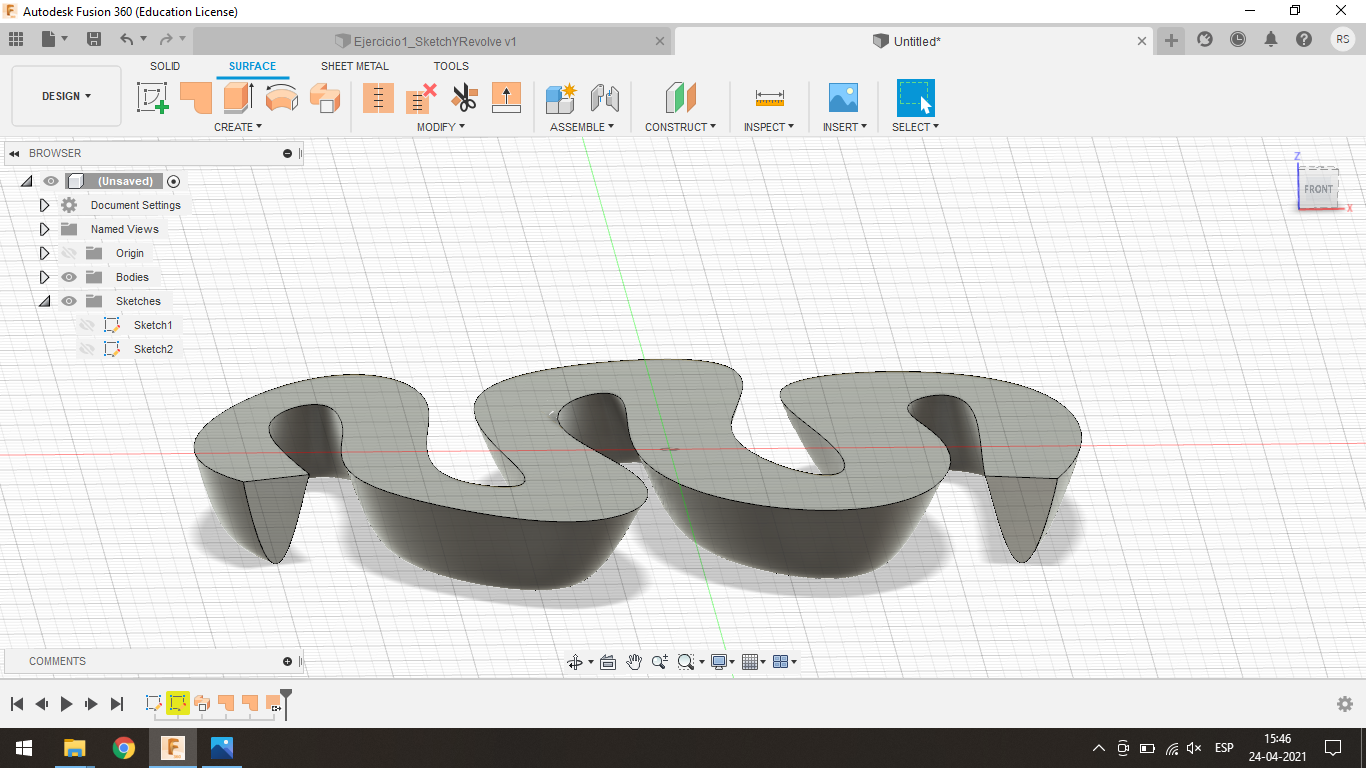 Autodesk Fusion 360 (Education License)
Ejercicio1_SketchYRevolve v1
Untitled*
RS
SOLID
SURFACE
SHEET METAL
TOOLS
DESIGN
CREATE
MODIFY
ASSEMBLE
CONSTRUCT
INSPECT
INSERT
SELECT
BROWSER
(Unsaved)
Document Settings
Named Views
Origin
Bodies
Sketches
Sketch1
Sketch2
Z
FRONT
X
COMMENTS
ESP
15:46
24-04-2021